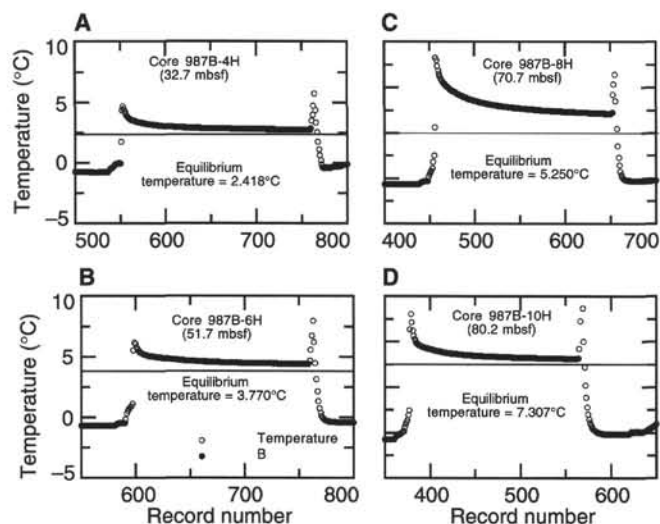 A
Temperature (°C)
10
5
0
–5
Core 987B-4H
(32.7 mbsf)
Equilibrium
temperature = 2.418°C
500 600 700 800
C
Core 987B-8H
(70.7 mbsf)
Equilibrium
temperature = 5.250°C
400 500 600 700
B
Temperature (°C)
10
5
0
–5
Core 987B-6H
(51.7 mbsf)
Equilibrium
temperature = 3.770°C
Temperature
B
600 700 800
Record number
D
Core 987B-10H
(80.2 mbsf)
Equilibrium
temperature = 7.307°C
400 500 600
Record number